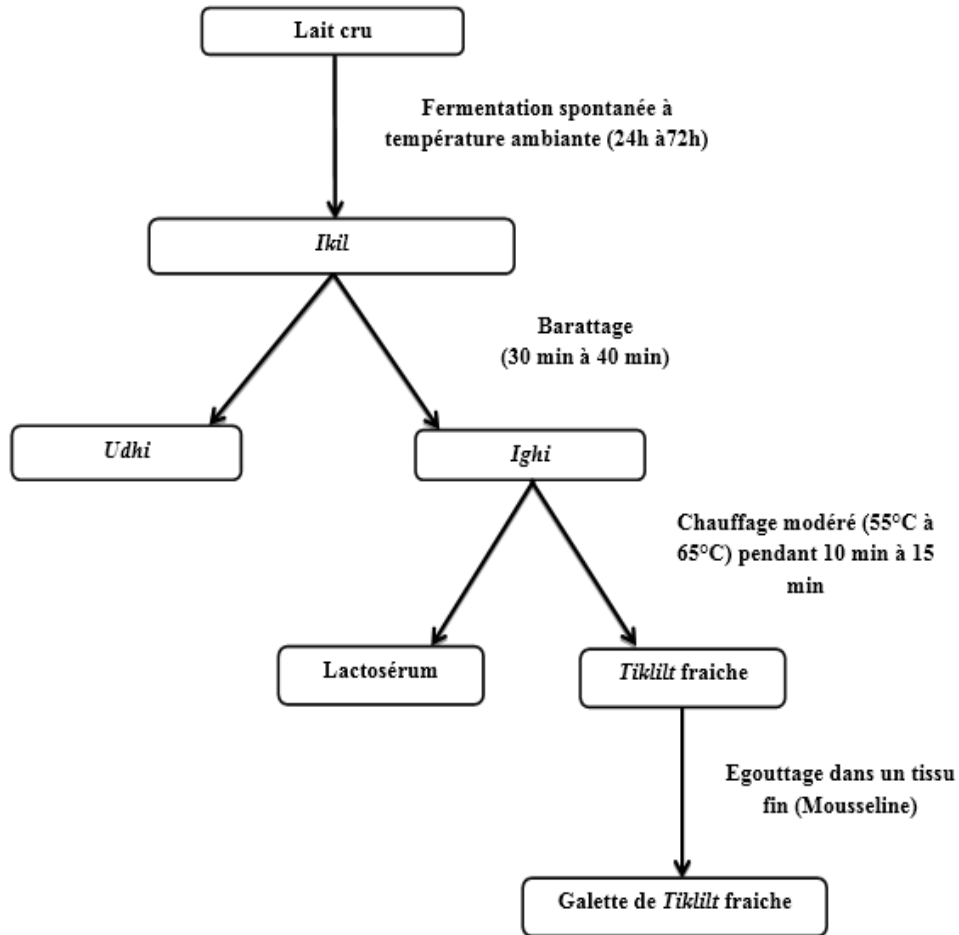 Lait cru
Fermentation spontanée à
température ambiante (24h à72h)
Ikil
Barattage
(30 min à 40 min)
Udhi
Ighi
Chauffage modéré (55°C à
65°C) pendant 10 min à 15
min
Lactosérum
Tiklilt fraiche
Egouttage dans un tissu
fin (Mousseline)
Galette de Tiklilt fraiche